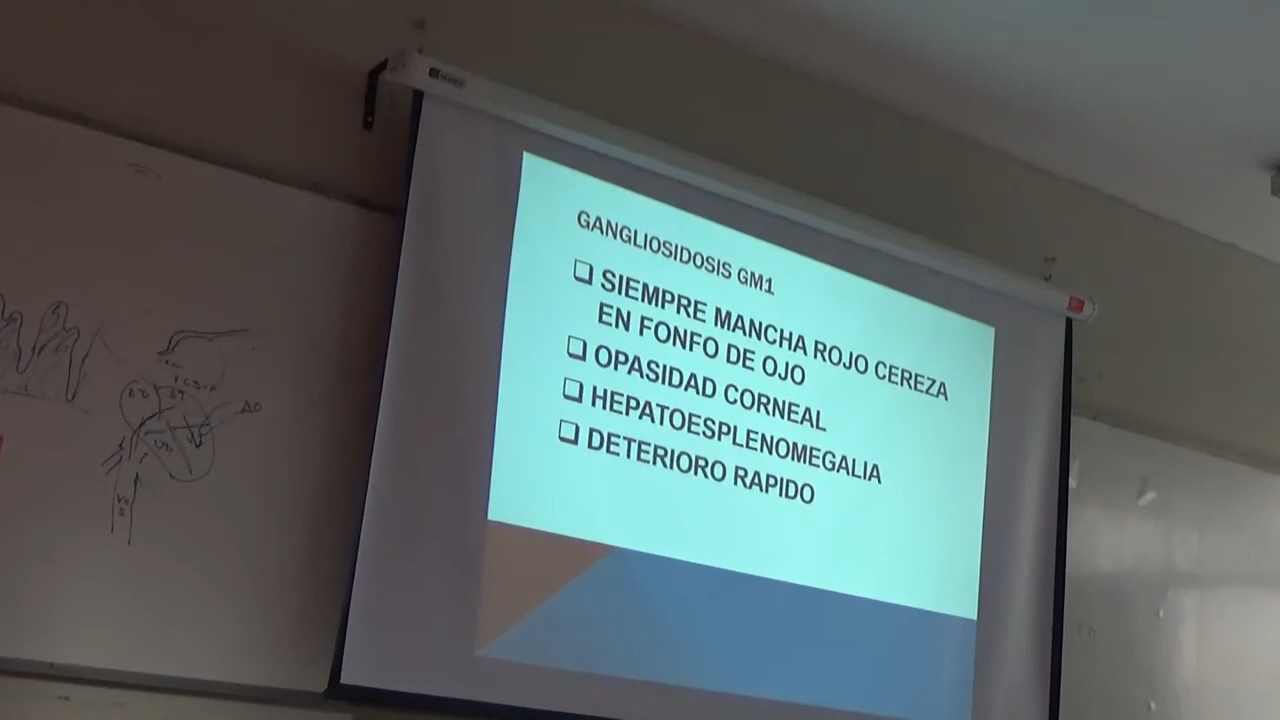 GANGLIOSIDOSIS GM1
SIEMPRE MANCHA ROJO CEREZA
EN FONFO DE OJO
OPASIDAD CORNEAL
HEPATOESPLENOMEGALIA
DETERIORO RAPIDO